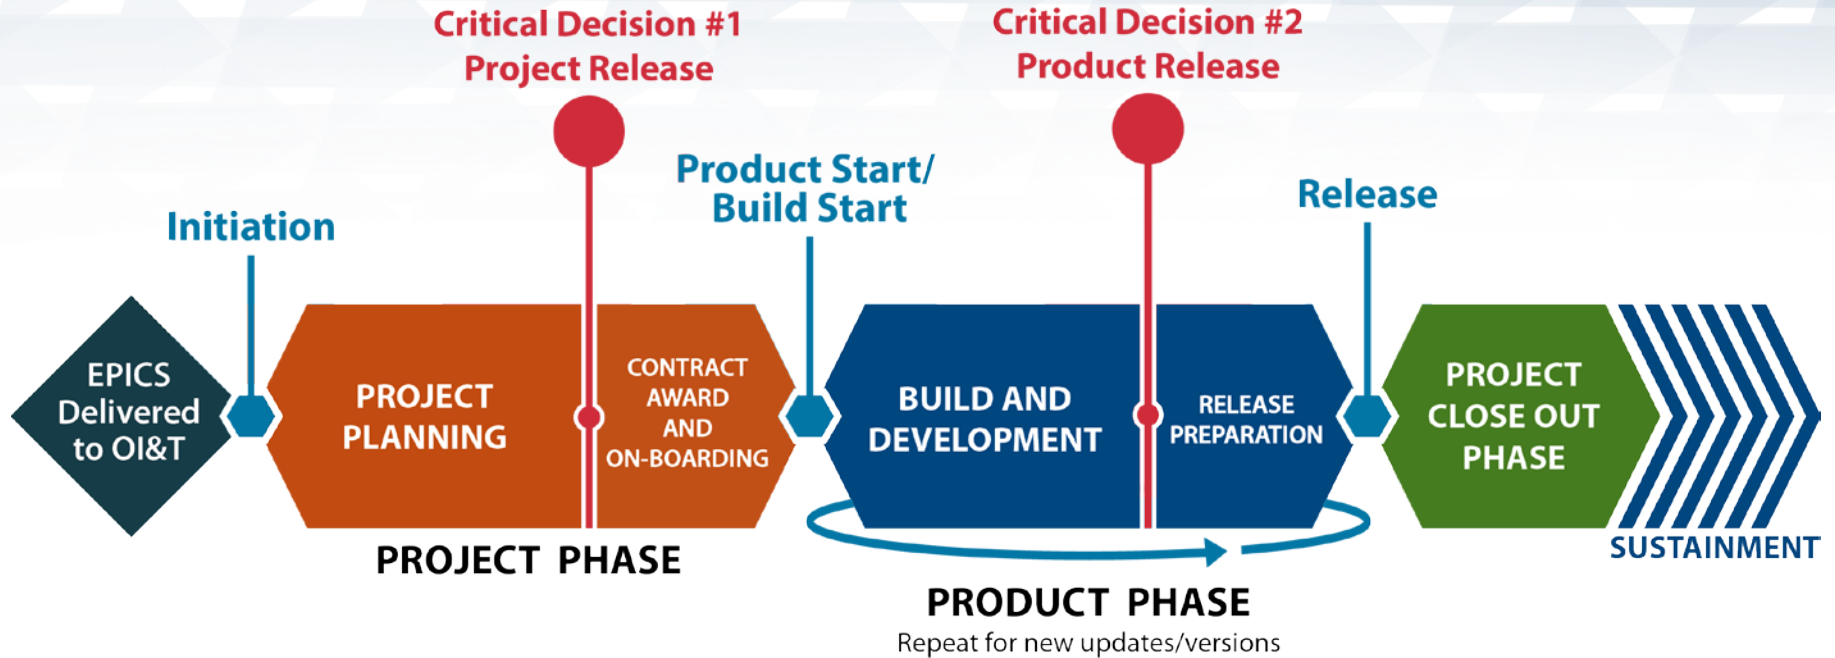 Critical Decision #1
Project Release
Critical Decision #2
Product Release
Product Start/
Build Start
Release
Initiation
EPICS
Delivered
to OI&T
PROJECT
PLANNING
CONTRACT
AWARD
AND
ON-BOARDING
BUILD AND
DEVELOPMENT
RELEASE
PREPARATION
PROJECT
CLOSE OUT
PHASE
SUSTAINMENT
PROJECT PHASE
PRODUCT PHASE
Repeat for new updates/versions